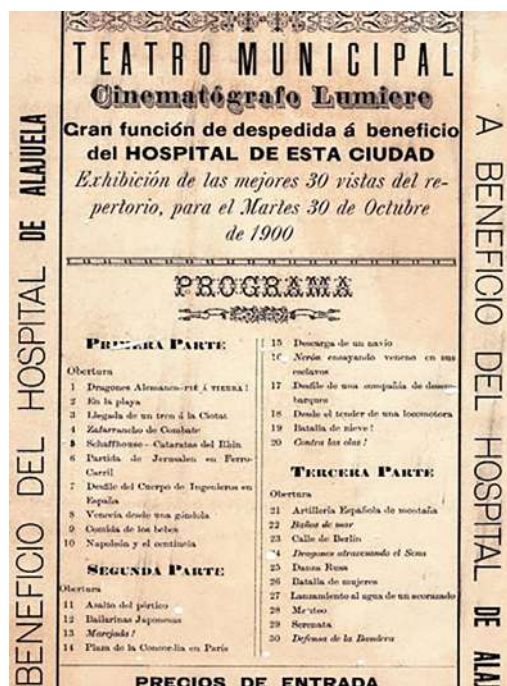 TEATRO MUNICIPAL
Cinematógrafo Lumiere
Gran función de despedida á beneficio
del HOSPITAL DE ESTA CIUDAD
Exhibición de las mejores 30 vistas del re-
pertorio, para el Martes 30 de Octubre
de 1900
PROGRAMA
PRIMERA PARTE
Obertura
1 Dragones Alemanes-PIÉ Á TIERRA!
2 En la playa
3 Llegada de un tren á la Ciotat
4 Zafarrancho de Combate
5 Schaffhouse - Cataratas del Rhin
6 Partida de Jerusalen en Ferro-
Carril
7 Desfile del Cuerpo de Ingenieros en
España
8 Venecia desde una góndola
9 Comida de los bebes
10 Napoleón y el centinela
SEGUNDA PARTE
Obertura
11 Asalto del pórtico
12 Bailarinas Japonesas
13 Marejada!
14 Plaza de la Concordia en París
15 Descarga de un navío
16 Nerón ensayando veneno en sus
esclavos
17 Desfile de una compañía de desem-
barques
18 Desde el tender de una locomotora
19 Batalla de nieve!
20 Contra las olas!
TERCERA PARTE
Obertura
21 Artillería Española de montaña
22 Baños de mar
23 Calle de Berlín
24 Dragones atravesando el Sena
25 Danza Rusa
26 Batalla de mujeres
27 Lanzamiento al agua de un acorazado
28
29 Serenata
30 Defensa de la Bandera
PRECIOS DE ENTRADA
BENEFICIO DEL HOSPITAL DE ALAJUELA
A BENEFICIO DEL HOSPITAL DE ALAJ